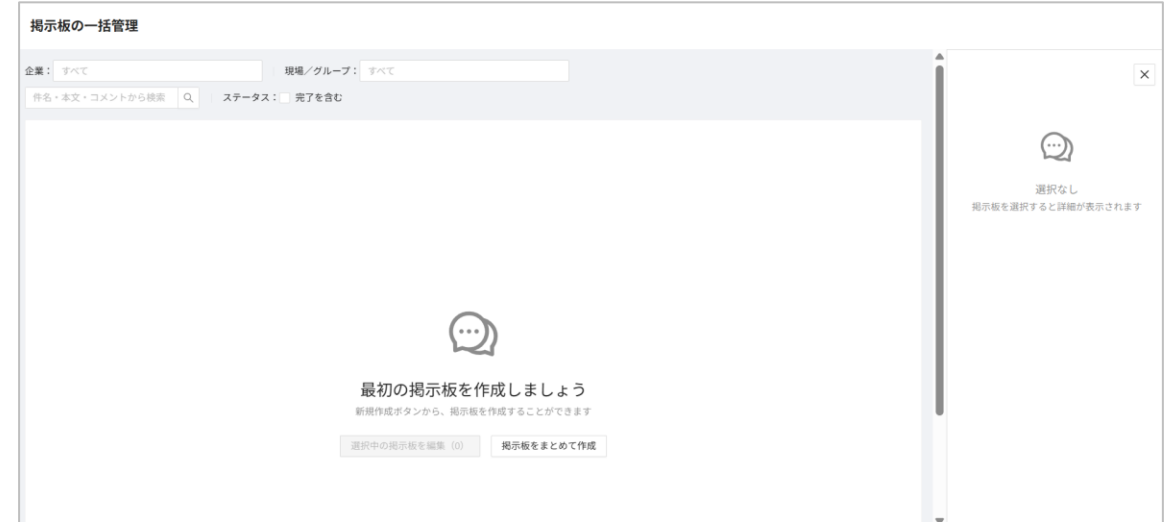 掲示板の一括管理
企業： すべて 現場／グループ： すべて
件名・本文・コメントから検索 ステータス： 完了を含む
選択なし
掲示板を選択すると詳細が表示されます
最初の掲示板を作成しましょう
新規作成ボタンから、掲示板を作成することができます
選択中の掲示板を編集（0） 掲示板をまとめて作成